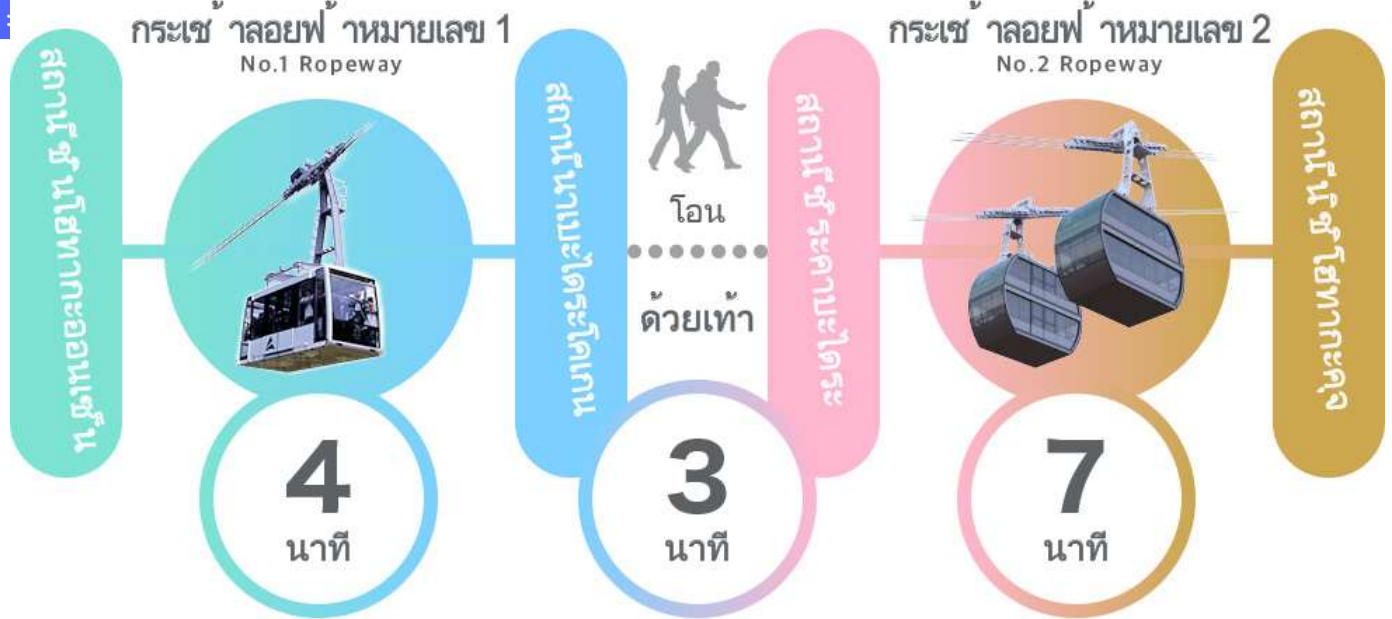 กระเช้าลอยฟ้าหมายเลข 1
No.1 Ropeway
กระเช้าลอยฟ้าหมายเลข 2
No.2 Ropeway
สถานีชินโฮทากะออนเซ็น
สถานีนาเบะไดระโคเกน
โอน
ด้วยเท้า
สถานีชิระคาบะไดระ
สถานีนิชิโฮทากะคุจิ
4
นาที
3
นาที
7
นาที